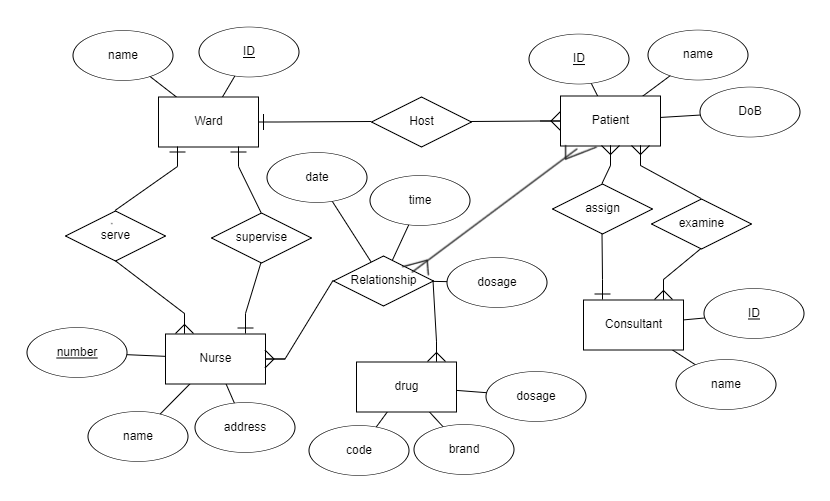 name
ID
ID
name
Ward
Host
Patient
DoB
date
time
assign
examine
serve
supervise
Relationship
dosage
ID
Consultant
number
Nurse
drug
name
dosage
name
address
code
brand